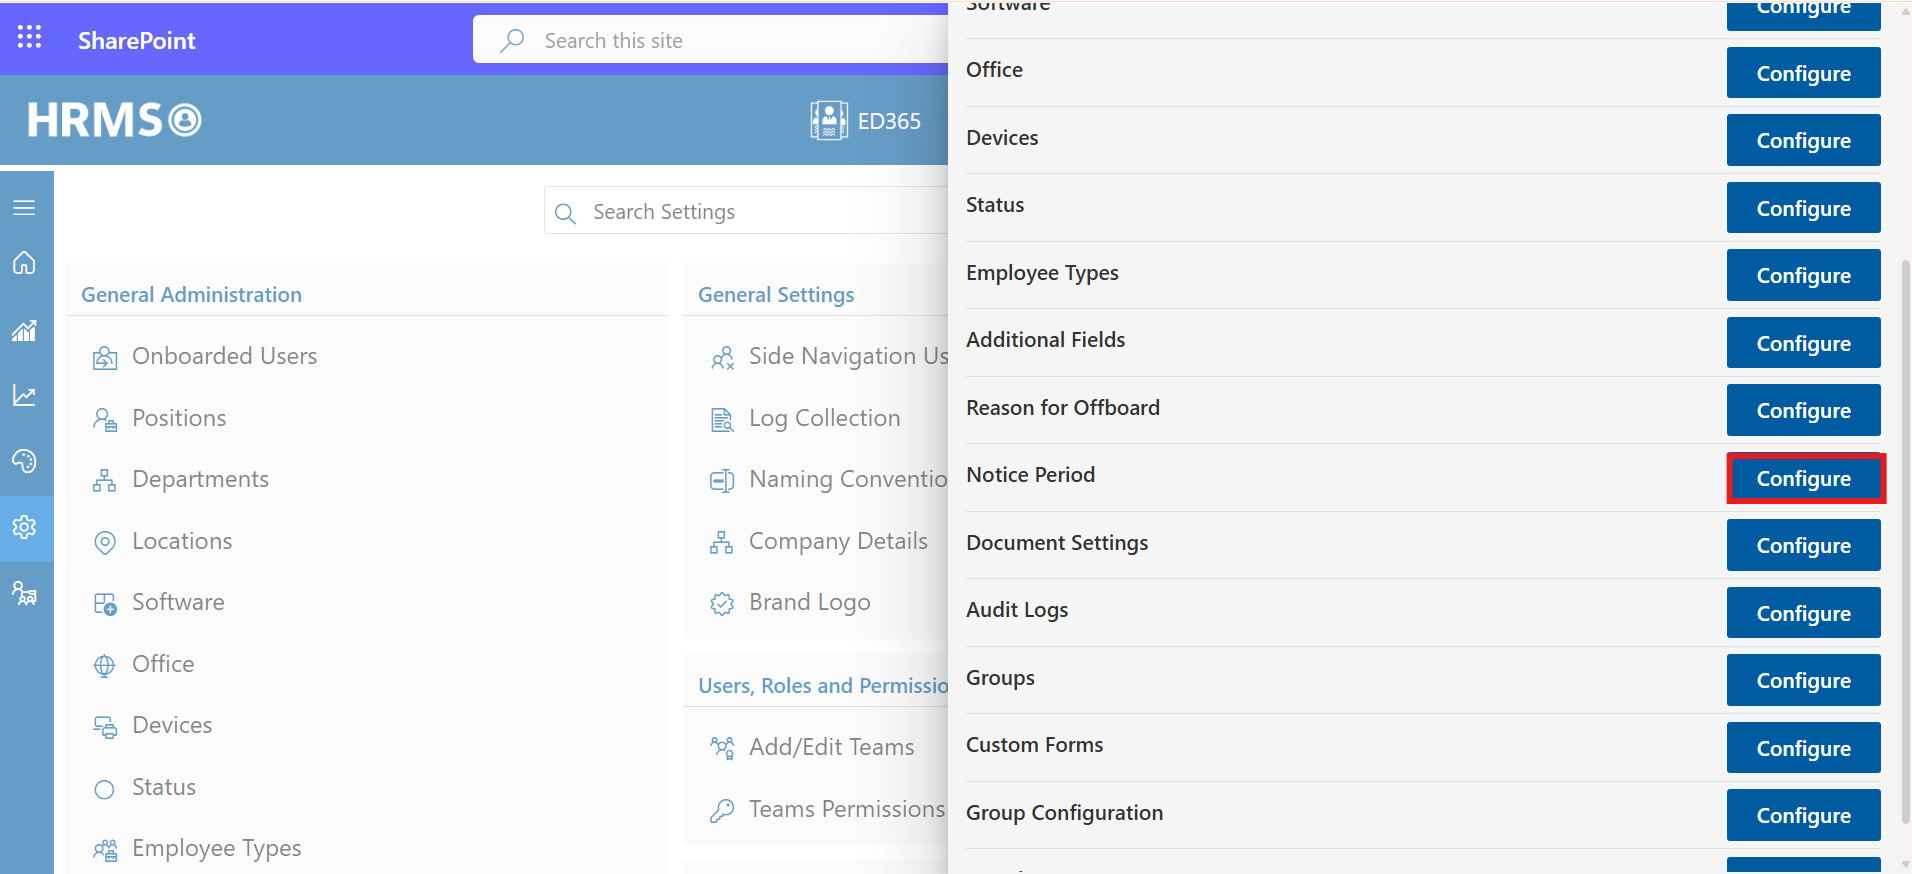 SharePoint
Search this site
HRMS
ED365
Search Settings
General Administration
Onboarded Users
Positions
Departments
Locations
Software
Office
Devices
Status
Employee Types
General Settings
Side Navigation Us
Log Collection
Naming Conventio
Company Details
Brand Logo
Users, Roles and Permissio
Add/Edit Teams
Teams Permissions
Software Configure
Office Configure
Devices Configure
Status Configure
Employee Types Configure
Additional Fields Configure
Reason for Offboard Configure
Notice Period Configure
Document Settings Configure
Audit Logs Configure
Groups Configure
Custom Forms Configure
Group Configuration Configure